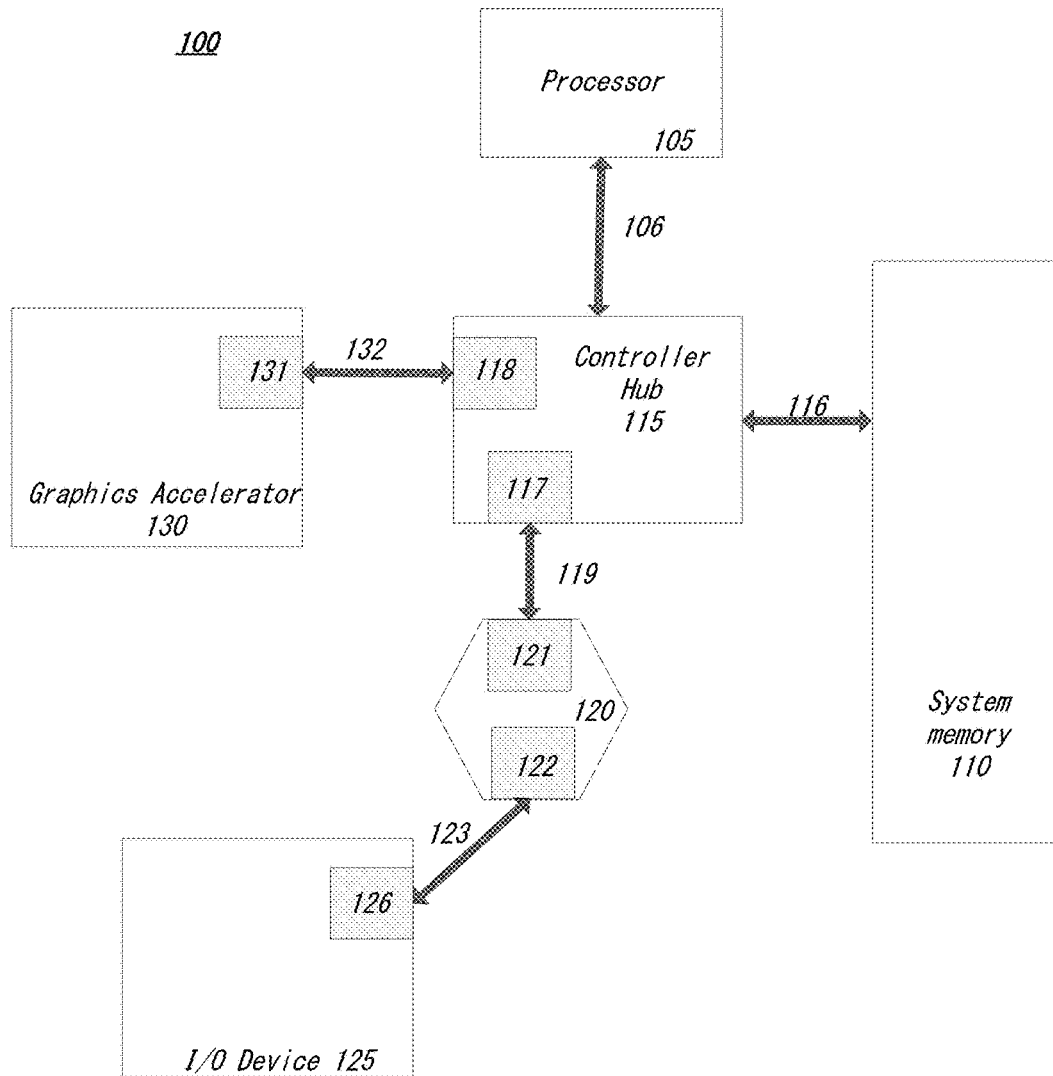 100
Processor
105
106
131
132
118
Controller
Hub
115
116
Graphics Accelerator
130
117
119
121
120
122
System
memory
110
123
126
I/O Device 125